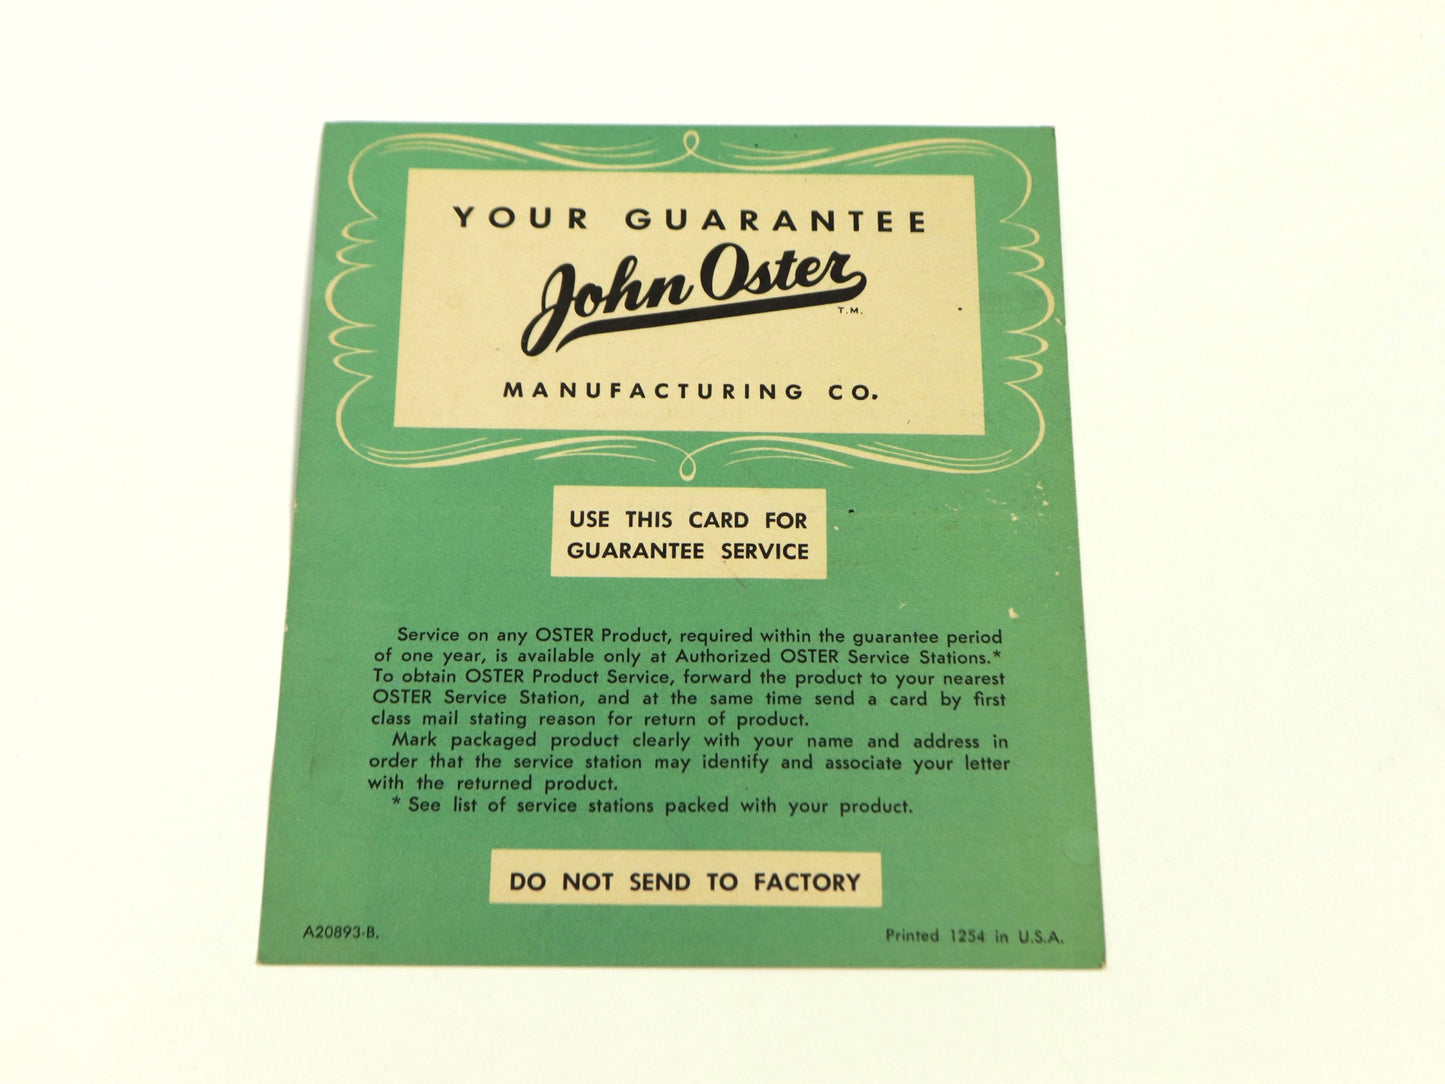 YOUR GUARANTEE
John Oster
T.M.
MANUFACTURING CO.
USE THIS CARD FOR
GUARANTEE SERVICE
Service on any OSTER Product, required within the guarantee period
of one year, is available only at Authorized OSTER Service Stations.*
To obtain OSTER Product Service, forward the product to your nearest
OSTER Service Station, and at the same time send a card by first
class mail stating reason for return of product.
Mark packaged product clearly with your name and address in
order that the service station may identify and associate your letter
with the returned product.
* See list of service stations packed with your product.
DO NOT SEND TO FACTORY
A20893-B.
Printed 1254 in U.S.A.